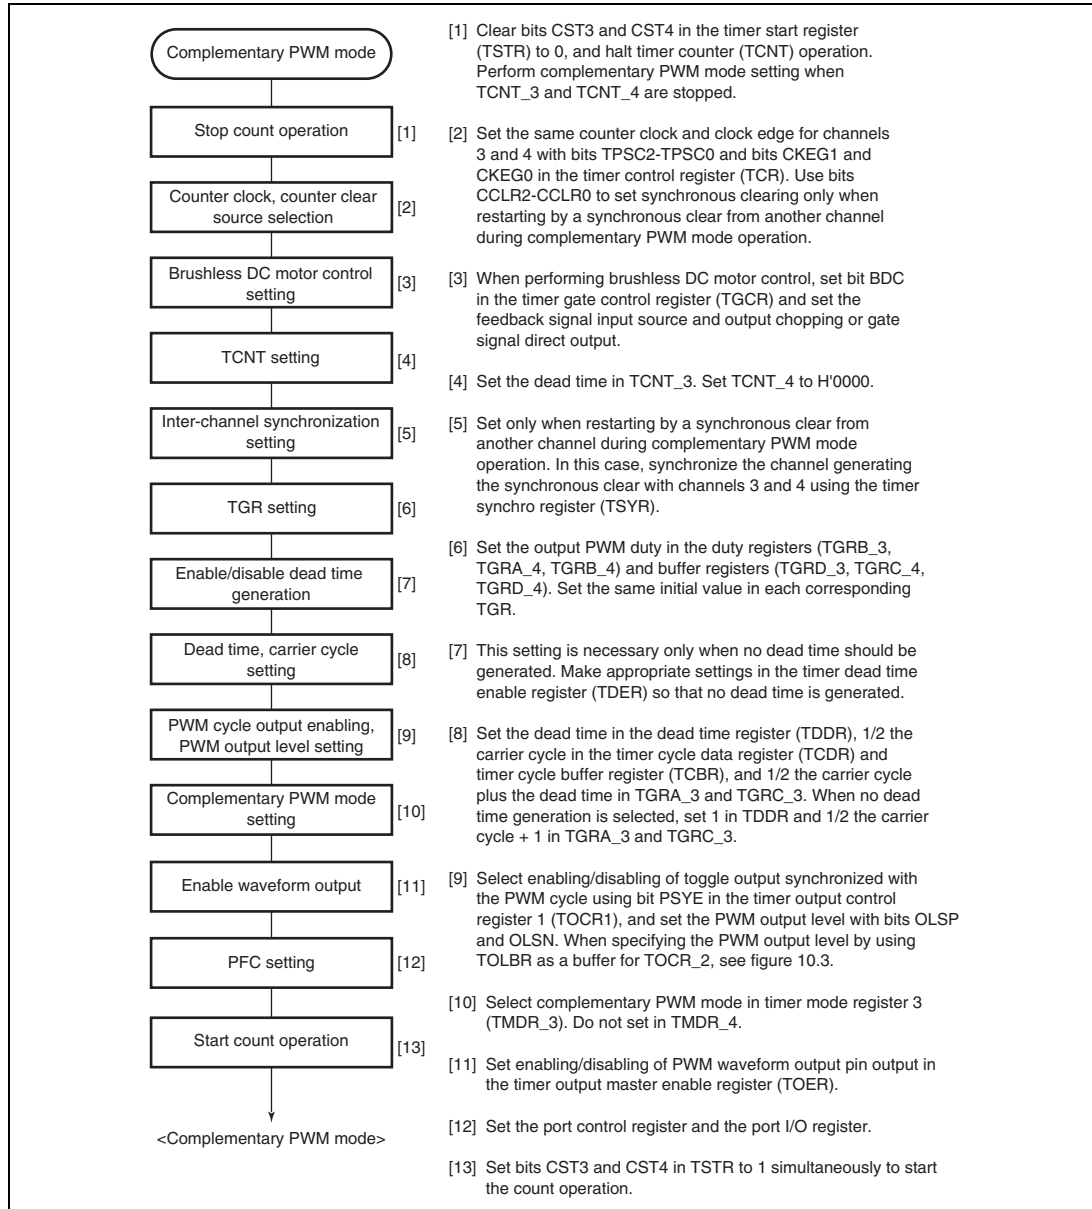 Complementary PWM mode
Stop count operation
[1]
Counter clock, counter clear
source selection
[2]
Brushless DC motor control
setting
[3]
TCNT setting
[4]
Inter-channel synchronization
setting
[5]
TGR setting
[6]
Enable/disable dead time
generation
[7]
Dead time, carrier cycle
setting
[8]
PWM cycle output enabling,
PWM output level setting
[9]
Complementary PWM mode
setting
[10]
Enable waveform output
[11]
PFC setting
[12]
Start count operation
[13]
<Complementary PWM mode>
[1] Clear bits CST3 and CST4 in the timer start register
(TSTR) to 0, and halt timer counter (TCNT) operation.
Perform complementary PWM mode setting when
TCNT_3 and TCNT_4 are stopped.
[2] Set the same counter clock and clock edge for channels
3 and 4 with bits TPSC2-TPSC0 and bits CKEG1 and
CKEG0 in the timer control register (TCR). Use bits
CCLR2-CCLR0 to set synchronous clearing only when
restarting by a synchronous clear from another channel
during complementary PWM mode operation.
[3] When performing brushless DC motor control, set bit BDC
in the timer gate control register (TGCR) and set the
feedback signal input source and output chopping or gate
signal direct output.
[4] Set the dead time in TCNT_3. Set TCNT_4 to H'0000.
[5] Set only when restarting by a synchronous clear from
another channel during complementary PWM mode
operation. In this case, synchronize the channel generating
the synchronous clear with channels 3 and 4 using the timer
synchro register (TSYR).
[6] Set the output PWM duty in the duty registers (TGRB_3,
TGRA_4, TGRB_4) and buffer registers (TGRD_3, TGRC_4,
TGRD_4). Set the same initial value in each corresponding
TGR.
[7] This setting is necessary only when no dead time should be
generated. Make appropriate settings in the timer dead time
enable register (TDER) so that no dead time is generated.
[8] Set the dead time in the dead time register (TDDR), 1/2 the
carrier cycle in the timer cycle data register (TCDR) and
timer cycle buffer register (TCBR), and 1/2 the carrier cycle
plus the dead time in TGRA_3 and TGRC_3. When no dead
time generation is selected, set 1 in TDDR and 1/2 the carrier
cycle + 1 in TGRA_3 and TGRC_3.
[9] Select enabling/disabling of toggle output synchronized with
the PWM cycle using bit PSYE in the timer output control
register 1 (TOCR1), and set the PWM output level with bits OLSP
and OLSN. When specifying the PWM output level by using
TOLBR as a buffer for TOCR_2, see figure 10.3.
[10] Select complementary PWM mode in timer mode register 3
(TMDR_3). Do not set in TMDR_4.
[11] Set enabling/disabling of PWM waveform output pin output in
the timer output master enable register (TOER).
[12] Set the port control register and the port I/O register.
[13] Set bits CST3 and CST4 in TSTR to 1 simultaneously to start
the count operation.